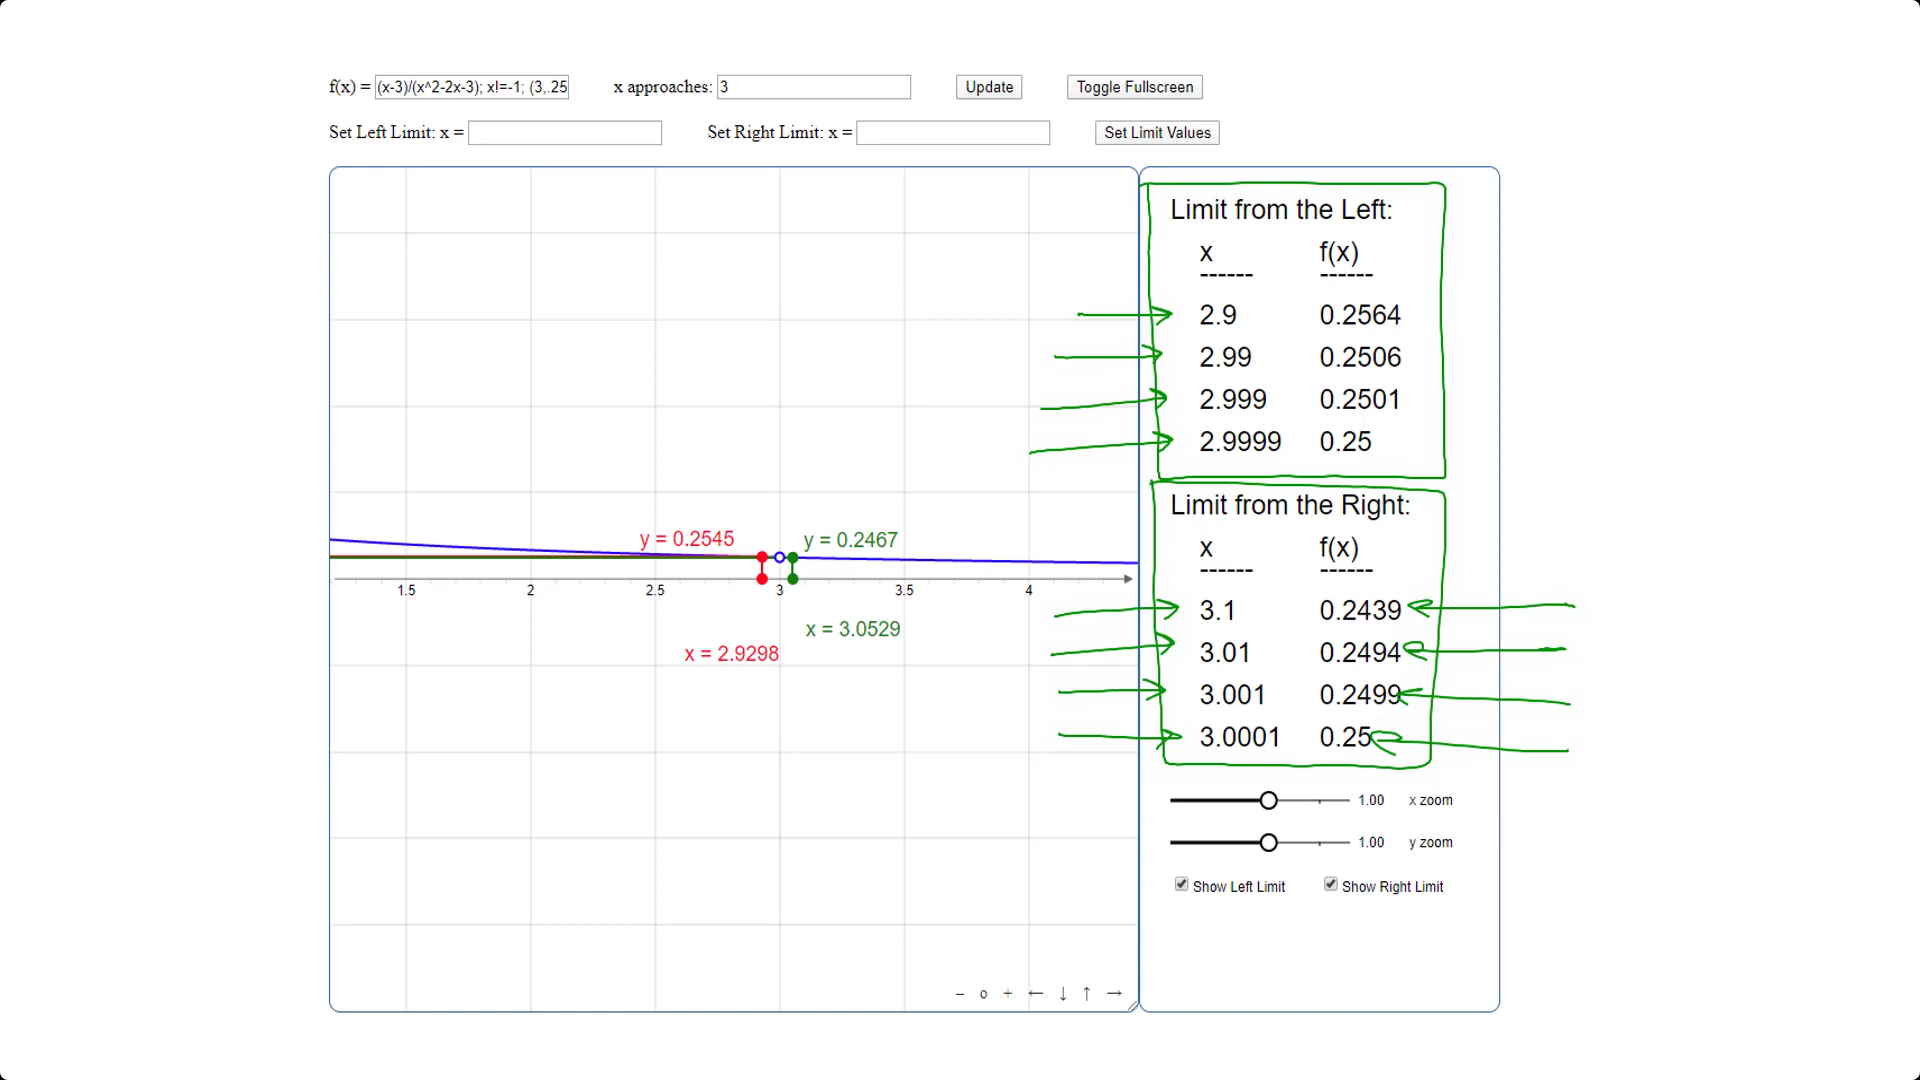 f(x) = (x-3)/(x^2-2x-3); x!=-1; (3,.25 x approaches: 3 Update Toggle Fullscreen
Set Left Limit: x = Set Right Limit: x = Set Limit Values
Limit from the Left:
x f(x)
------ ------
2.9 0.2564
2.99 0.2506
2.999 0.2501
2.9999 0.25
Limit from the Right:
x f(x)
------ ------
3.1 0.2439
3.01 0.2494
3.001 0.2499
3.0001 0.25
y = 0.2545 y = 0.2467
1.5 2 2.5 3 3.5 4
x = 3.0529
x = 2.9298
1.00 x zoom
1.00 y zoom
Show Left Limit Show Right Limit
− o + ← ↓ ↑ →